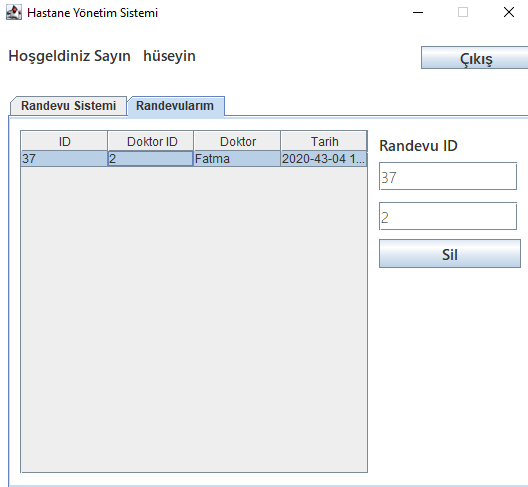 Hastane Yönetim Sistemi
Hoşgeldiniz Sayın hüseyin
Çıkış
Randevu Sistemi Randevularım
ID Doktor ID Doktor Tarih
37 2 Fatma 2020-43-04 1...
Randevu ID
37
2
Sil